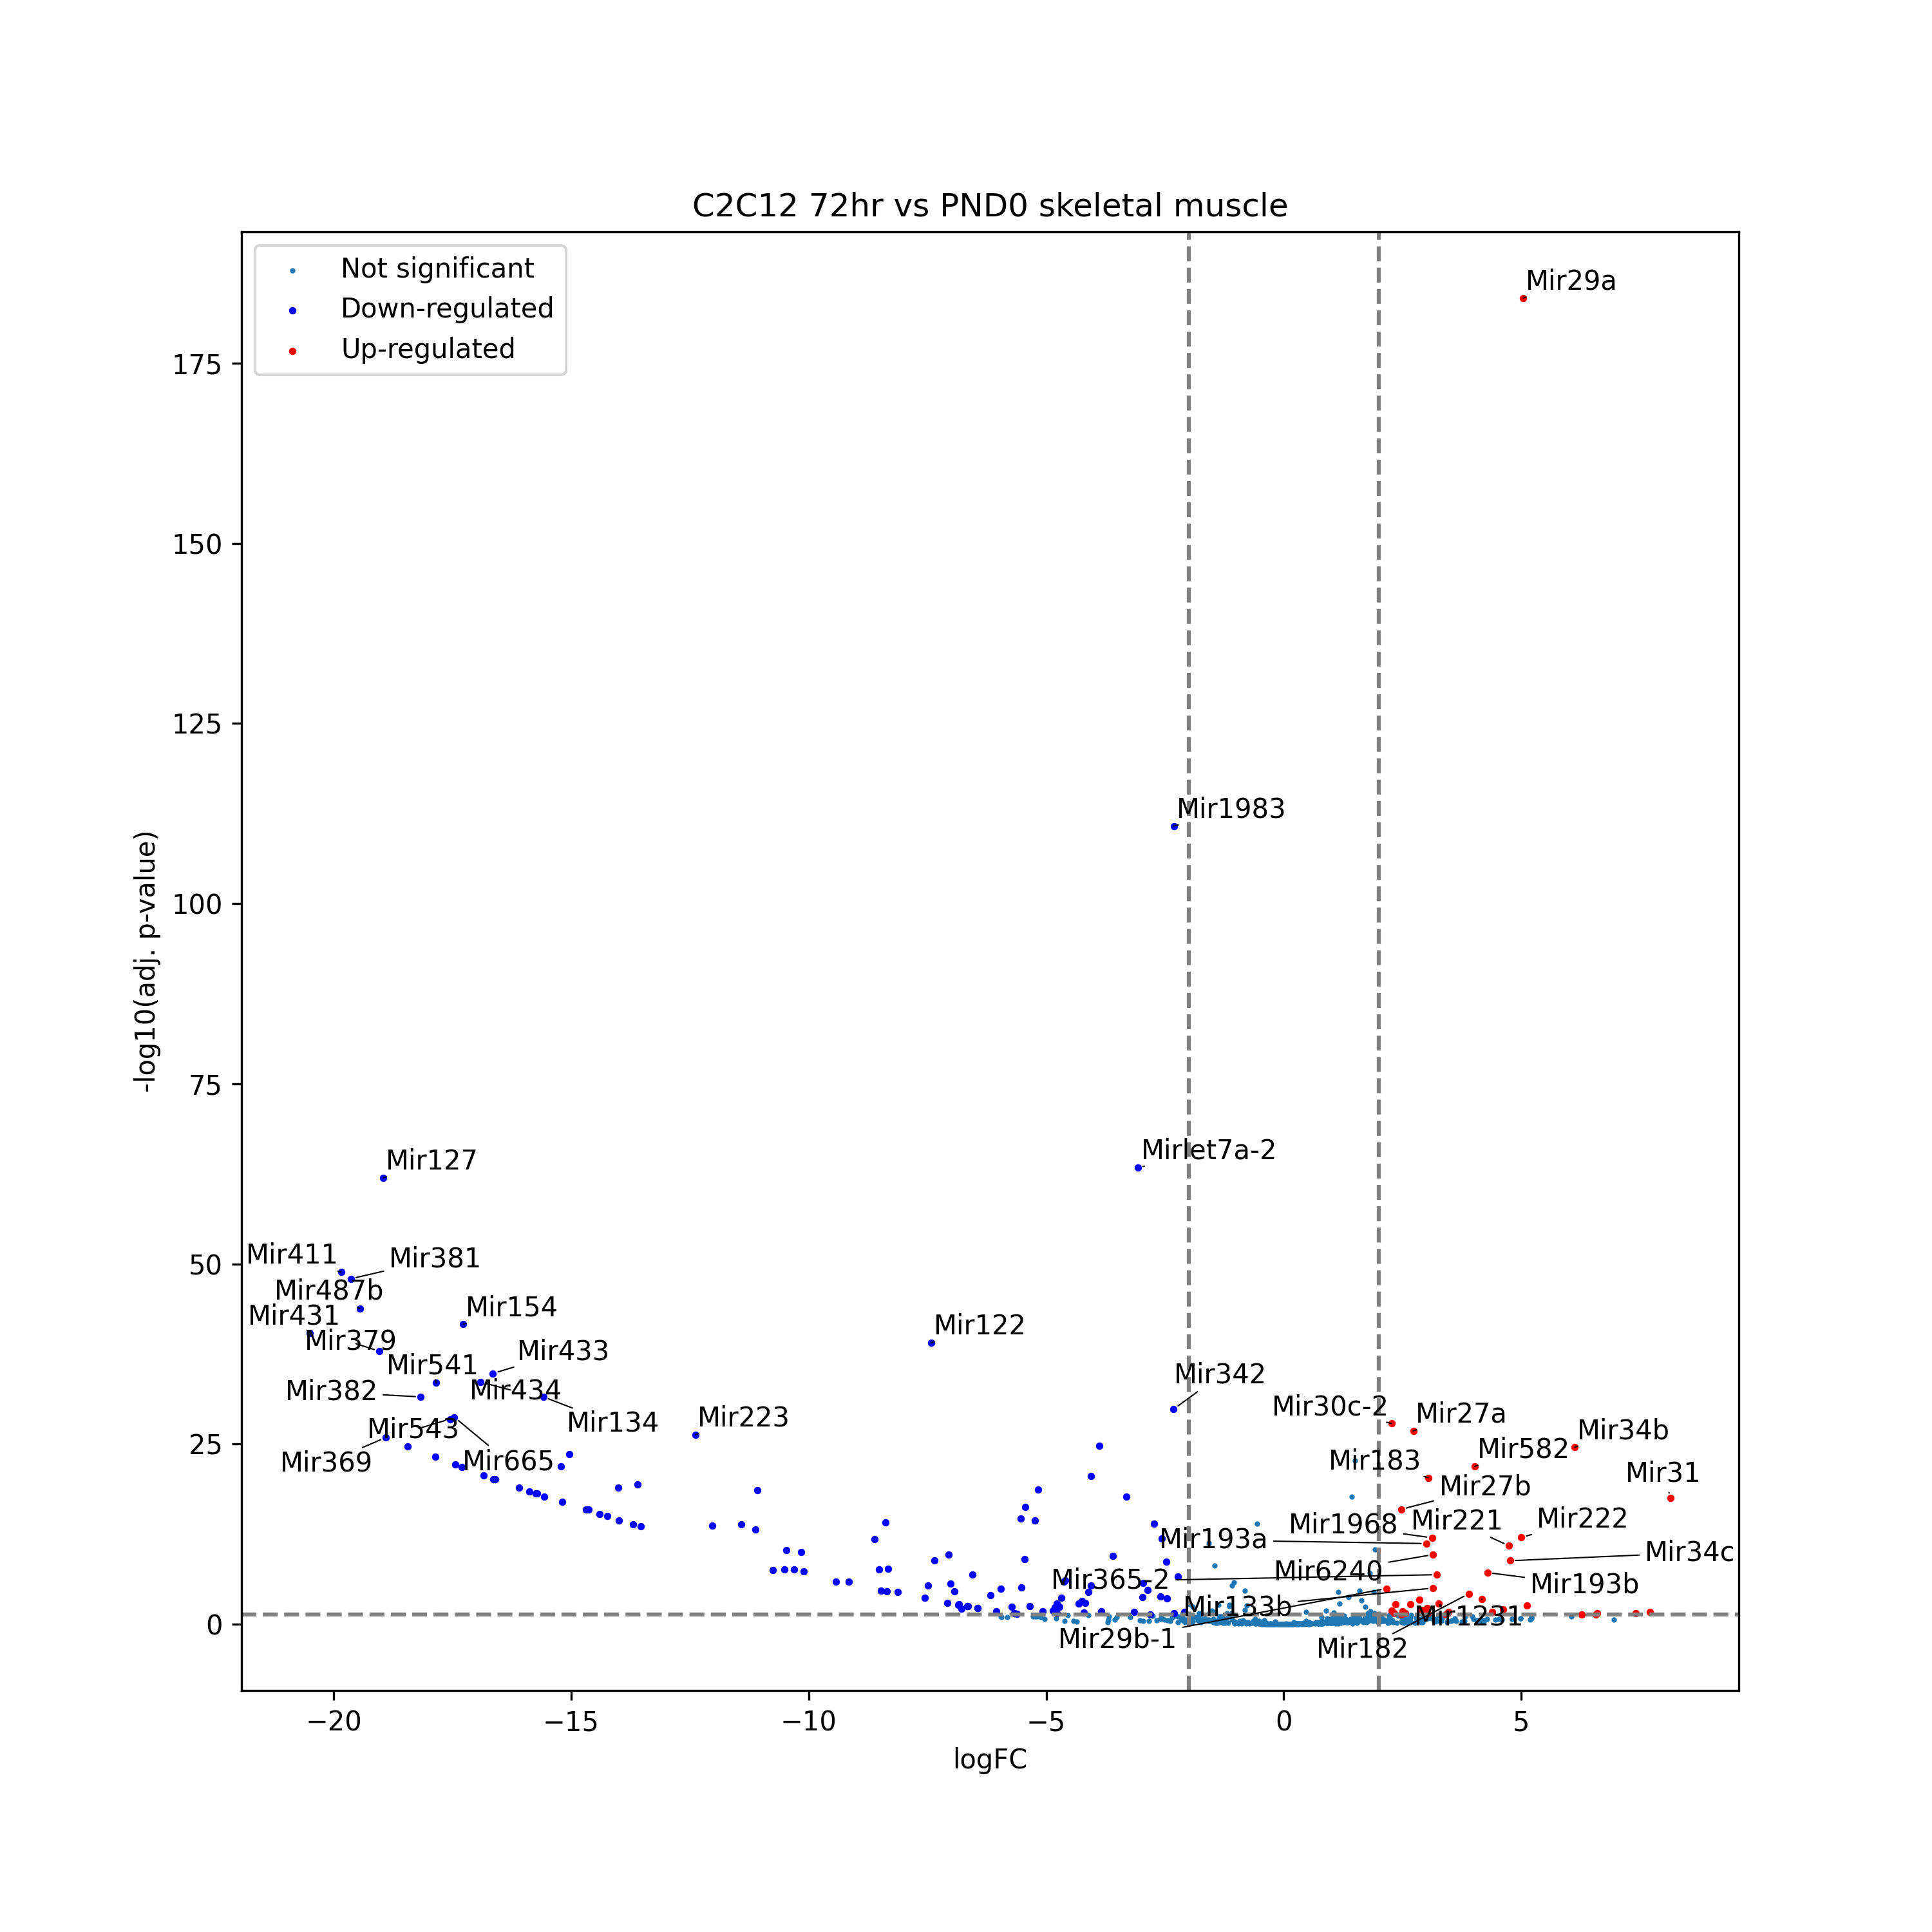 C2C12 72hr vs PND0 skeletal muscle
Not significant
Down-regulated
Up-regulated
Mir29a
175
150
125
Mir1983
100
-log10(adj. p-value)
75
Mirlet7a-2
Mir127
Mir411
Mir381
50
Mir487b
Mir431
Mir154
Mir122
Mir379
Mir433
Mir541
Mir342
Mir382
Mir434
Mir30c-2
Mir27a
Mir223
Mir134
Mir543
Mir34b
25
Mir582
Mir369
Mir665
Mir183
Mir31
Mir27b
Mir1968
Mir221
Mir222
Mir193a
Mir34c
Mir6240
Mir365-2
Mir193b
Mir133b
Mir1231
0
Mir29b-1
Mir182
−20
−15
−10
−5
0
5
logFC